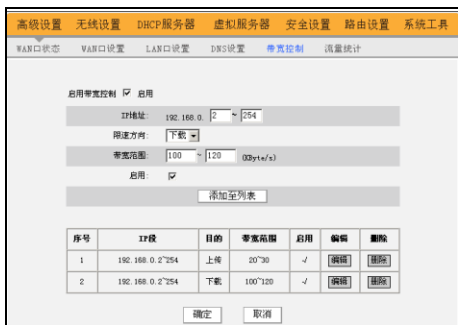 高级设置 无线设置 DHCP服务器 虚拟服务器 安全设置 路由设置 系统工具
WAN口状态 WAN口设置 LAN口设置 DNS设置 带宽控制 流量统计
启用带宽控制 启用
IP地址: 192.168.0. 2 ~ 254
限速方向: 下载
带宽范围: 100 ~ 120 (KByte/s)
启用:
添加至列表
序号 IP段 目的 带宽范围 启用 编辑 删除
1 192.168.0.2~254 上传 20~30 √ 编辑 删除
2 192.168.0.2~254 下载 100~120 √ 编辑 删除
确定 取消